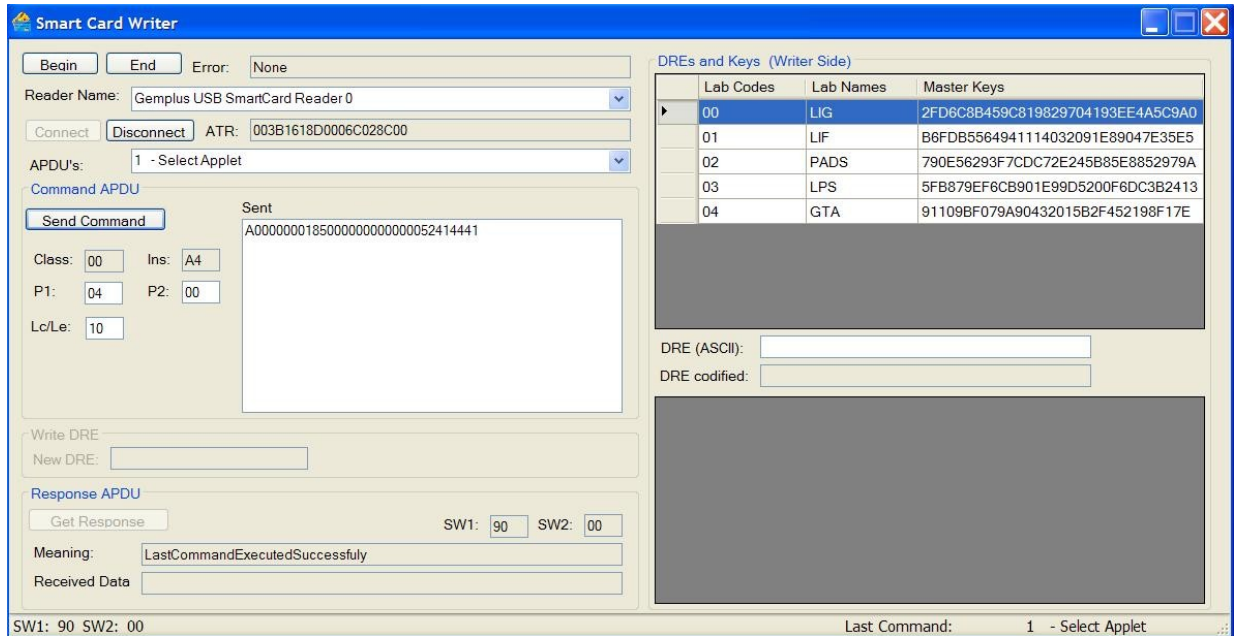 Smart Card Writer
Begin End Error: None
Reader Name: Gemplus USB SmartCard Reader 0
Connect Disconnect ATR: 003B1618D0006C028C00
APDU's: 1 - Select Applet
Command APDU
Send Command
Sent
A0000000185000000000000052414441
Class: 00 Ins: A4
P1: 04 P2: 00
Lc/Le: 10
Write DRE
New DRE:
Response APDU
Get Response SW1: 90 SW2: 00
Meaning: LastCommandExecutedSuccessfuly
Received Data
DREs and Keys (Writer Side)
Lab Codes Lab Names Master Keys
00 LIG 2FD6C8B459C819829704193EE4A5C9A0
01 LIF B6FDB5564941114032091E89047E35E5
02 PADS 790E56293F7CDC72E245B85E8852979A
03 LPS 5FB879EF6CB901E99D5200F6DC3B2413
04 GTA 91109BF079A90432015B2F452198F17E
DRE (ASCII):
DRE codified:
SW1: 90 SW2: 00 Last Command: 1 - Select Applet